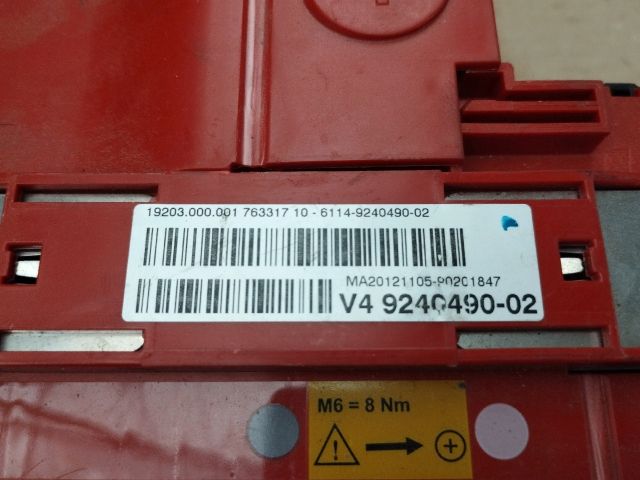 19203.000.001 763317 10 - 6114-9240490-02
MA20121105-90201847
V4 9240490-02
M6 = 8 Nm